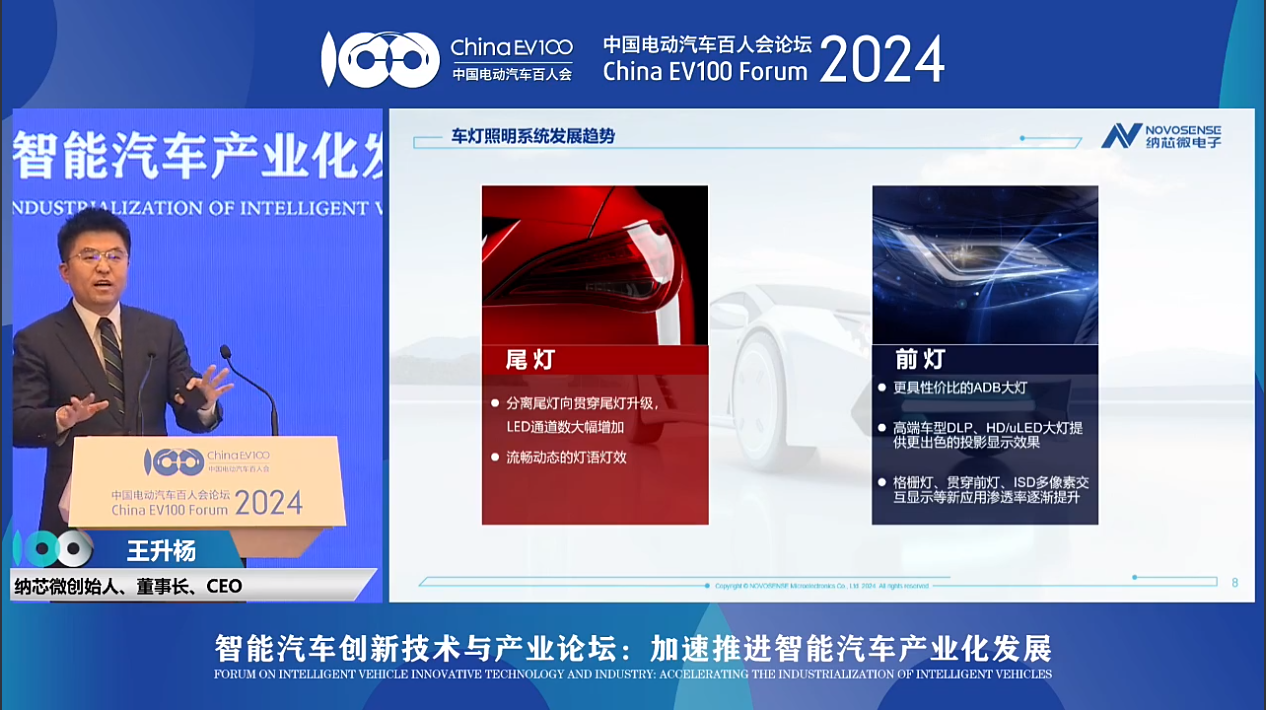 China EV100
中国电动汽车百人会
中国电动汽车百人会论坛
China EV100 Forum
2024
智能汽车产业化发
NDUSTRIALIZATION OF INTELLIGENT V
China EV100
中国电动汽车百人会
中国电动汽车百人会论坛
China EV100 Forum
2024
王升杨
纳芯微创始人、董事长、CEO
车灯照明系统发展趋势
NOVOSENSE
纳芯微电子
尾灯
分离尾灯向贯穿尾灯升级，
LED通道数大幅增加
流畅动态的灯语灯效
前灯
更具性价比的ADB大灯
高端车型DLP、HD/uLED大灯提
供更出色的投影显示效果
格栅灯、贯穿前灯、ISD多像素交
互显示等新应用渗透率逐渐提升
Copyright © NOVOSENSE Microelectronics Co., Ltd. 2024. All rights reserved.
8
智能汽车创新技术与产业论坛：加速推进智能汽车产业化发展
FORUM ON INTELLIGENT VEHICLE INNOVATIVE TECHNOLOGY AND INDUSTRY: ACCELERATING THE INDUSTRIALIZATION OF INTELLIGENT VEHICLES